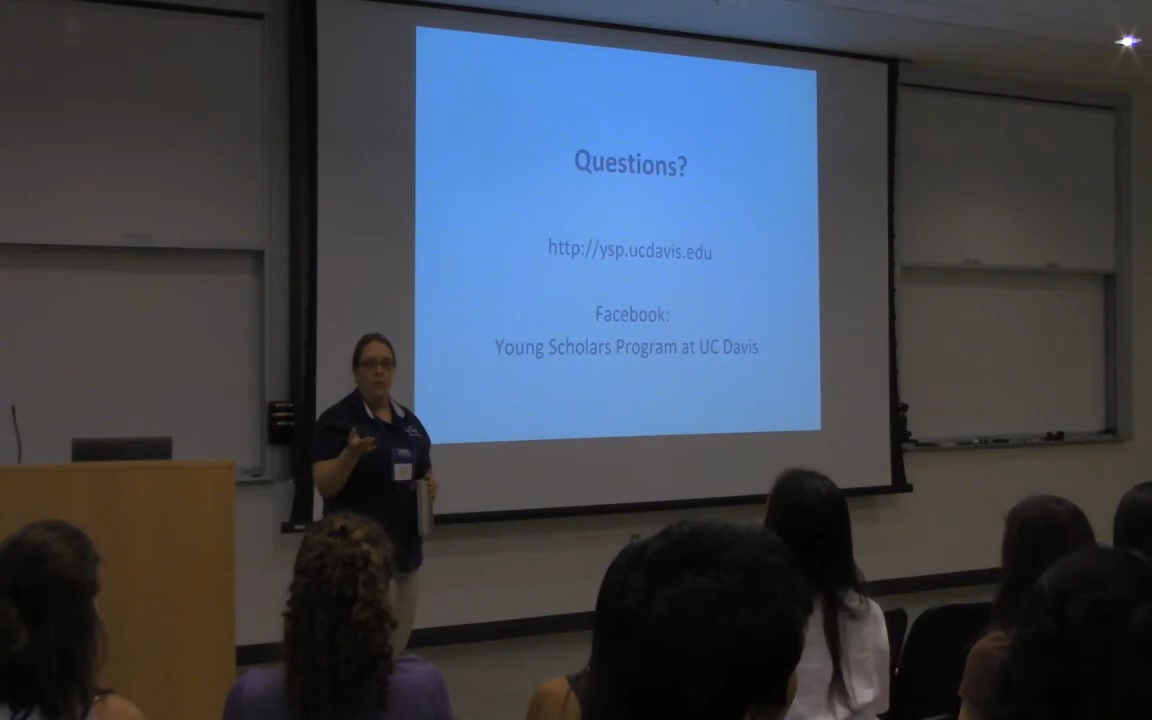 Questions?
http://ysp.ucdavis.edu
Facebook:
Young Scholars Program at UC Davis